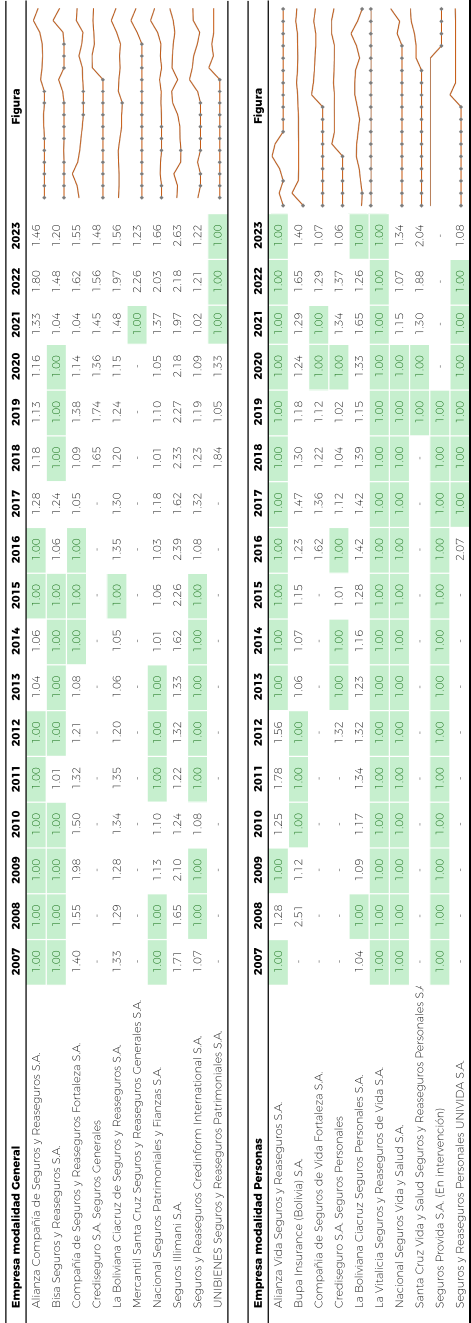 Empresa modalidad General 2007 2008 2009 2010 2011 2012 2013 2014 2015 2016 2017 2018 2019 2020 2021 2022 2023 Figura
Alianza Compañía de Seguros y Reaseguros S.A. 1.00 1.00 1.00 1.00 1.00 1.00 1.04 1.06 1.00 1.00 1.28 1.18 1.13 1.16 1.33 1.80 1.46
Bisa Seguros y Reaseguros S.A. 1.00 1.00 1.00 1.00 1.01 1.00 1.00 1.00 1.00 1.06 1.24 1.00 1.00 1.00 1.04 1.48 1.20
Compañía de Seguros y Reaseguros Fortaleza S.A. 1.40 1.55 1.98 1.50 1.32 1.21 1.08 1.00 1.00 1.00 1.05 1.09 1.38 1.14 1.04 1.62 1.55
Crediseguro S.A. Seguros Generales - - - - - - - - - - - 1.65 1.74 1.36 1.45 1.56 1.48
La Boliviana Ciacruz de Seguros y Reaseguros S.A. 1.33 1.29 1.28 1.34 1.35 1.20 1.06 1.05 1.00 1.35 1.30 1.20 1.24 1.15 1.48 1.97 1.56
Mercantil Santa Cruz Seguros y Reaseguros Generales S.A. - - - - - - - - - - - - - - 1.00 2.26 1.23
Nacional Seguros Patrimoniales y Fianzas S.A. 1.00 1.00 1.13 1.10 1.00 1.00 1.00 1.01 1.06 1.03 1.18 1.01 1.10 1.05 1.37 2.03 1.66
Seguros Illimani S.A. 1.71 1.65 2.10 1.24 1.22 1.32 1.33 1.62 2.26 2.39 1.62 2.33 2.27 2.18 1.97 2.18 2.63
Seguros y Reaseguros Credinform International S.A. 1.07 1.00 1.00 1.08 1.00 1.00 1.00 1.00 1.00 1.08 1.32 1.23 1.19 1.09 1.02 1.21 1.22
UNIBIENES Seguros y Reaseguros Patrimoniales S.A. - - - - - - - - - - - 1.84 1.05 1.33 1.00 1.00 1.00
Empresa modalidad Personas 2007 2008 2009 2010 2011 2012 2013 2014 2015 2016 2017 2018 2019 2020 2021 2022 2023 Figura
Alianza Vida Seguros y Reaseguros S.A. 1.00 1.28 1.00 1.25 1.78 1.56 1.00 1.00 1.00 1.00 1.00 1.00 1.00 1.00 1.00 1.00 1.00
Bupa Insurance (Bolivia) S.A. - 2.51 1.12 1.00 1.00 1.00 1.06 1.07 1.15 1.23 1.47 1.30 1.18 1.24 1.29 1.65 1.40
Compañía de Seguros de Vida Fortaleza S.A. - - - - - - - - - 1.62 1.36 1.22 1.12 1.00 1.00 1.29 1.07
Crediseguro S.A. Seguros Personales - - - - - 1.32 1.00 1.00 1.01 1.00 1.12 1.04 1.02 1.00 1.34 1.37 1.06
La Boliviana Ciacruz Seguros Personales S.A. 1.04 1.00 1.09 1.17 1.34 1.32 1.23 1.16 1.28 1.42 1.42 1.39 1.15 1.33 1.65 1.26 1.00
La Vitalicia Seguros y Reaseguros de Vida S.A. 1.00 1.00 1.00 1.00 1.00 1.00 1.00 1.00 1.00 1.00 1.00 1.00 1.00 1.00 1.00 1.00 1.00
Nacional Seguros Vida y Salud S.A. 1.00 1.00 1.00 1.00 1.00 1.00 1.00 1.00 1.00 1.00 1.00 1.00 1.00 1.00 1.15 1.07 1.34
Santa Cruz Vida y Salud Seguros y Reaseguros Personales S.A - - - - - - - - - - - - 1.00 1.00 1.30 1.88 2.04
Seguros Provida S.A. (En intervención) 1.00 1.00 1.00 1.00 1.00 1.00 1.00 1.00 1.00 1.00 1.00 1.00 1.00 - - - -
Seguros y Reaseguros Personales UNIVIDA S.A. - - - - - - - - - 2.07 1.00 1.00 1.00 1.00 1.00 1.00 1.08